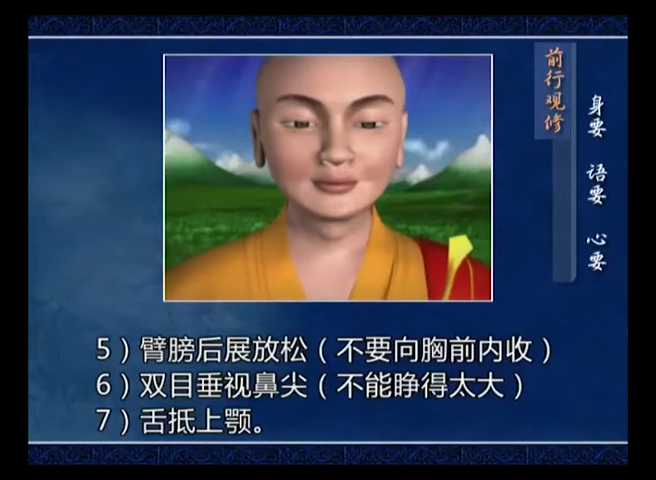 前行观修
身要 语要 心要
5）臂膀后展放松（不要向胸前内收）
6）双目垂视鼻尖（不能睁得太大）
7）舌抵上颚。